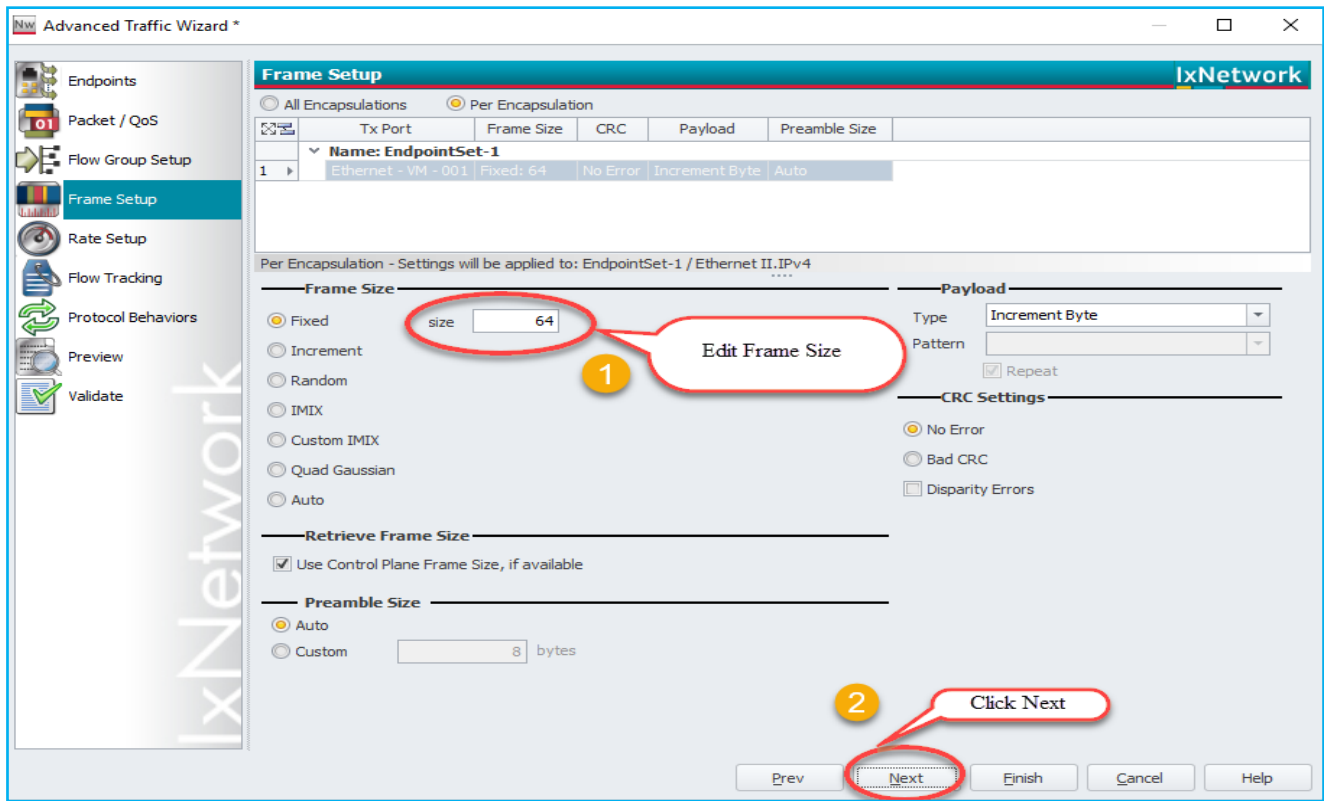 Nw Advanced Traffic Wizard *
Endpoints
01
Packet / QoS
Flow Group Setup
Frame Setup
Rate Setup
Flow Tracking
Protocol Behaviors
Preview
Validate
IxNetwork
Frame Setup
IxNetwork
All Encapsulations
Per Encapsulation
Tx Port Frame Size CRC Payload Preamble Size
Name: EndpointSet-1
1 Ethernet - VM - 001 Fixed: 64 No Error Increment Byte Auto
Per Encapsulation - Settings will be applied to: EndpointSet-1 / Ethernet II.IPv4
Frame Size
Fixed size 64
Increment
Random
IMIX
Custom IMIX
Quad Gaussian
Auto
1
Edit Frame Size
Payload
Type Increment Byte
Pattern
Repeat
CRC Settings
No Error
Bad CRC
Disparity Errors
Retrieve Frame Size
Use Control Plane Frame Size, if available
Preamble Size
Auto
Custom 8 bytes
2
Click Next
Prev Next Finish Cancel Help